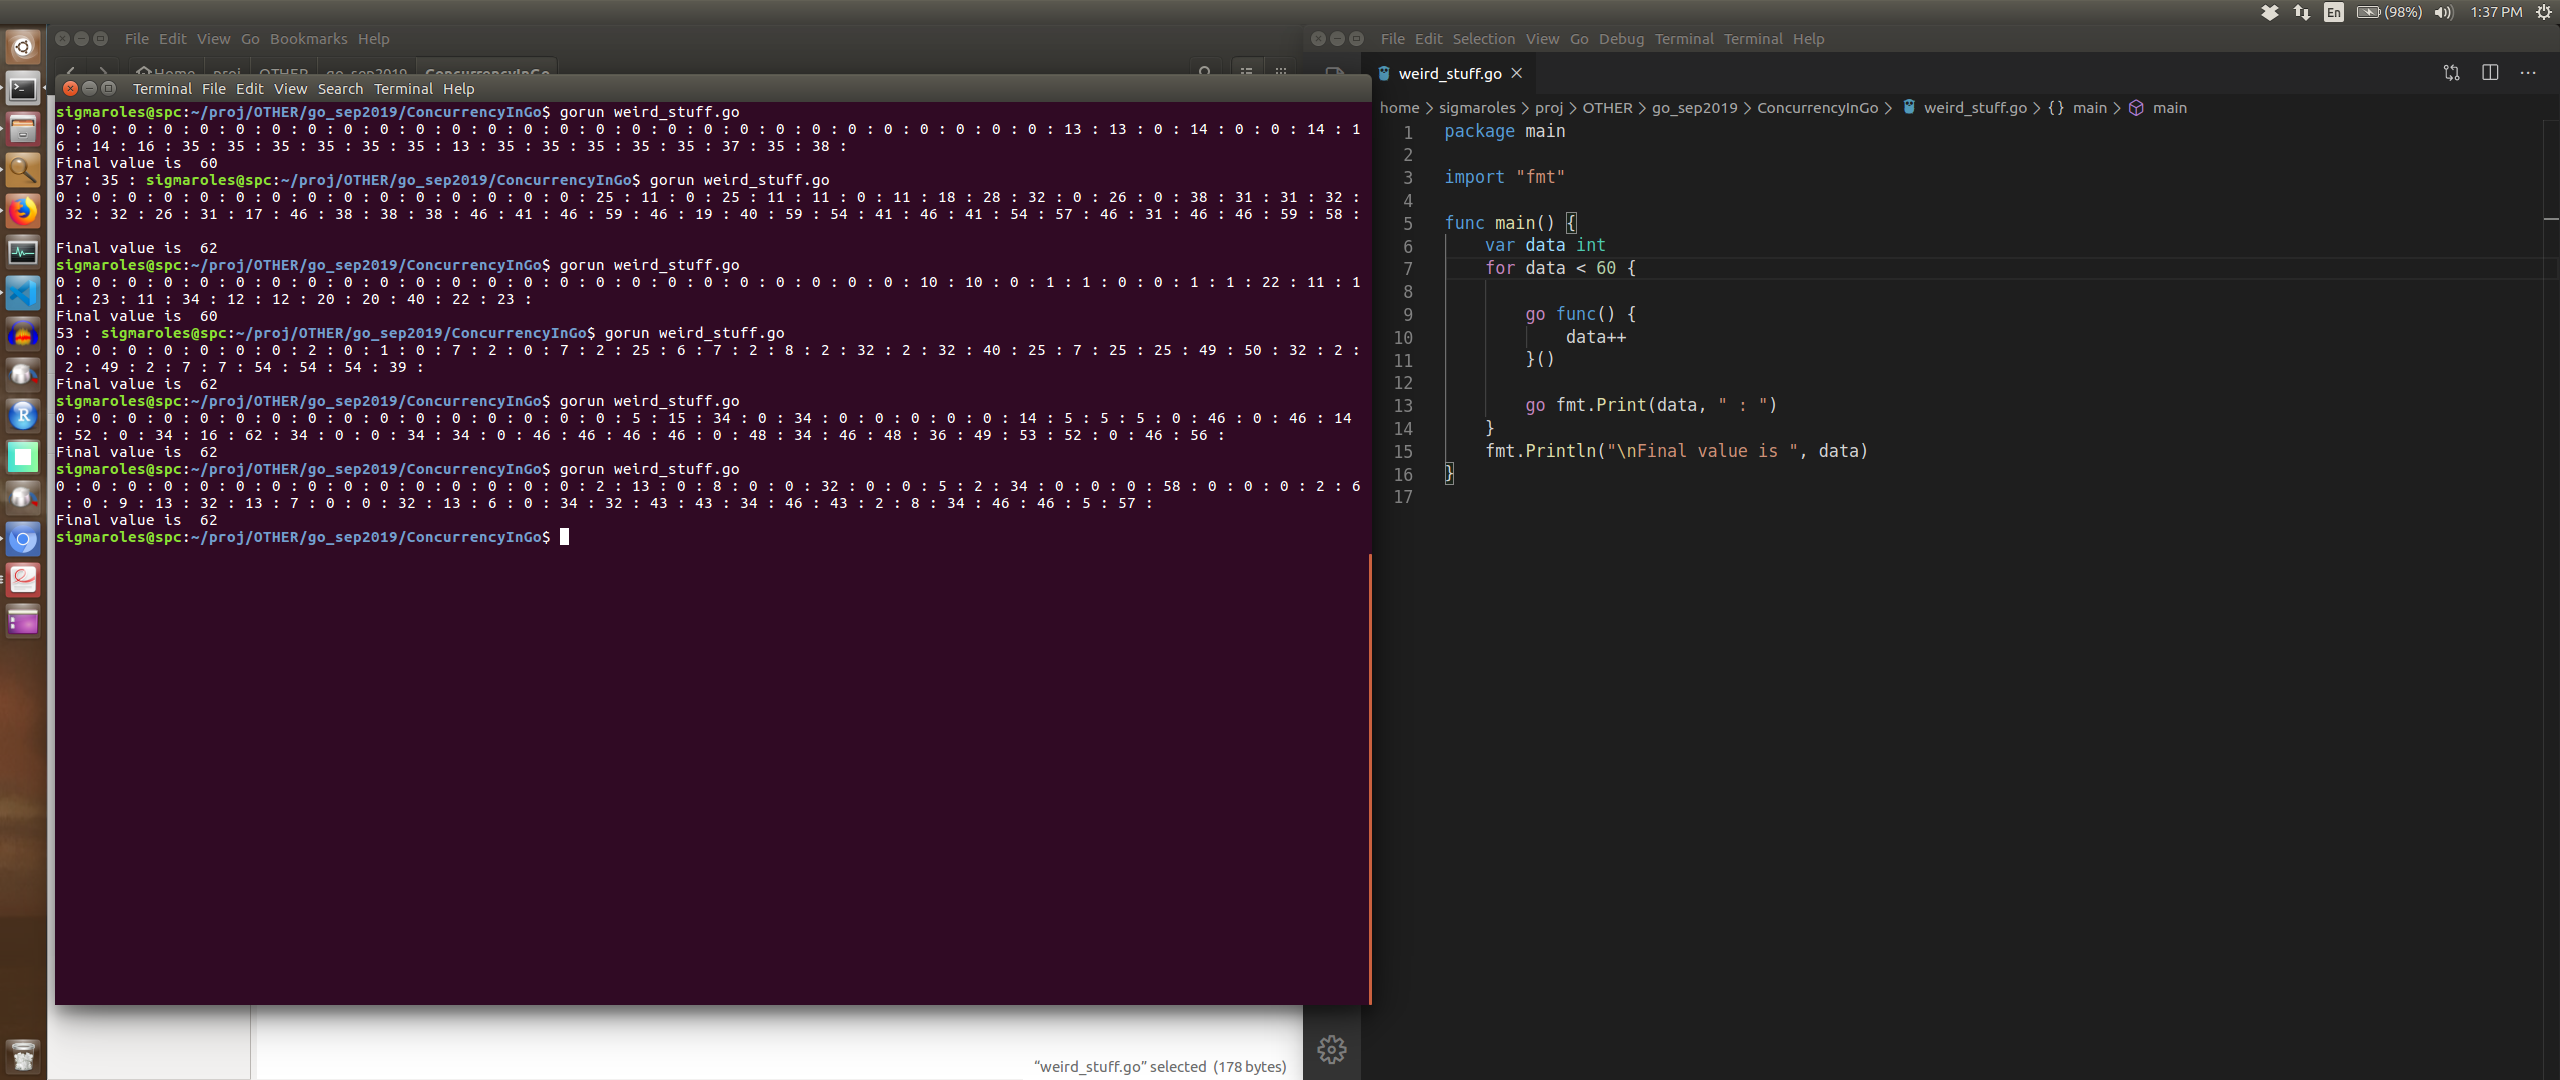 En (98%) 1:37 PM
File Edit View Go Bookmarks Help
Home proj OTHER go_sep2019 ConcurrencyInGo
Terminal File Edit View Search Terminal Help
sigmaroles@spc:~/proj/OTHER/go_sep2019/ConcurrencyInGo$ gorun weird_stuff.go
0 : 0 : 0 : 0 : 0 : 0 : 0 : 0 : 0 : 0 : 0 : 0 : 0 : 0 : 0 : 0 : 0 : 0 : 0 : 0 : 0 : 0 : 0 : 0 : 0 : 0 : 0 : 0 : 13 : 13 : 0 : 14 : 0 : 0 : 14 : 1
6 : 14 : 16 : 35 : 35 : 35 : 35 : 35 : 35 : 13 : 35 : 35 : 35 : 35 : 35 : 37 : 35 : 38 :
Final value is  60
37 : 35 : sigmaroles@spc:~/proj/OTHER/go_sep2019/ConcurrencyInGo$ gorun weird_stuff.go
0 : 0 : 0 : 0 : 0 : 0 : 0 : 0 : 0 : 0 : 0 : 0 : 0 : 0 : 0 : 25 : 11 : 0 : 25 : 11 : 11 : 0 : 11 : 18 : 28 : 32 : 0 : 26 : 0 : 38 : 31 : 31 : 32 :
32 : 32 : 26 : 31 : 17 : 46 : 38 : 38 : 38 : 46 : 41 : 46 : 59 : 46 : 19 : 40 : 59 : 54 : 41 : 46 : 41 : 54 : 57 : 46 : 31 : 46 : 46 : 59 : 58 :
Final value is  62
sigmaroles@spc:~/proj/OTHER/go_sep2019/ConcurrencyInGo$ gorun weird_stuff.go
0 : 0 : 0 : 0 : 0 : 0 : 0 : 0 : 0 : 0 : 0 : 0 : 0 : 0 : 0 : 0 : 0 : 0 : 0 : 0 : 0 : 0 : 0 : 0 : 10 : 10 : 0 : 1 : 1 : 0 : 0 : 1 : 1 : 22 : 11 : 1
1 : 23 : 11 : 34 : 12 : 12 : 20 : 20 : 40 : 22 : 23 :
Final value is  60
53 : sigmaroles@spc:~/proj/OTHER/go_sep2019/ConcurrencyInGo$ gorun weird_stuff.go
0 : 0 : 0 : 0 : 0 : 0 : 0 : 2 : 0 : 1 : 0 : 7 : 2 : 0 : 7 : 2 : 25 : 6 : 7 : 2 : 8 : 2 : 32 : 2 : 32 : 40 : 25 : 7 : 25 : 25 : 49 : 50 : 32 : 2 :
2 : 49 : 2 : 7 : 7 : 54 : 54 : 54 : 39 :
Final value is  62
sigmaroles@spc:~/proj/OTHER/go_sep2019/ConcurrencyInGo$ gorun weird_stuff.go
0 : 0 : 0 : 0 : 0 : 0 : 0 : 0 : 0 : 0 : 0 : 0 : 0 : 0 : 0 : 0 : 5 : 15 : 34 : 0 : 34 : 0 : 0 : 0 : 0 : 0 : 14 : 5 : 5 : 5 : 0 : 46 : 0 : 46 : 14
: 52 : 0 : 34 : 16 : 62 : 34 : 0 : 0 : 34 : 34 : 0 : 46 : 46 : 46 : 46 : 0 : 48 : 34 : 46 : 48 : 36 : 49 : 53 : 52 : 0 : 46 : 56 :
Final value is  62
sigmaroles@spc:~/proj/OTHER/go_sep2019/ConcurrencyInGo$ gorun weird_stuff.go
0 : 0 : 0 : 0 : 0 : 0 : 0 : 0 : 0 : 0 : 0 : 0 : 0 : 0 : 0 : 2 : 13 : 0 : 8 : 0 : 0 : 32 : 0 : 0 : 5 : 2 : 34 : 0 : 0 : 0 : 58 : 0 : 0 : 0 : 2 : 6
: 0 : 9 : 13 : 32 : 13 : 7 : 0 : 0 : 32 : 13 : 6 : 0 : 34 : 32 : 43 : 43 : 34 : 46 : 43 : 2 : 8 : 34 : 46 : 46 : 5 : 57 :
Final value is  62
sigmaroles@spc:~/proj/OTHER/go_sep2019/ConcurrencyInGo$
"weird_stuff.go" selected (178 bytes)
File Edit Selection View Go Debug Terminal Terminal Help
weird_stuff.go
home > sigmaroles > proj > OTHER > go_sep2019 > ConcurrencyInGo > weird_stuff.go > {} main > main
1 package main
2
3 import "fmt"
4
5 func main() {
6     var data int
7     for data < 60 {
8
9         go func() {
10             data++
11         }()
12
13         go fmt.Print(data, " : ")
14     }
15     fmt.Println("\nFinal value is ", data)
16 }
17